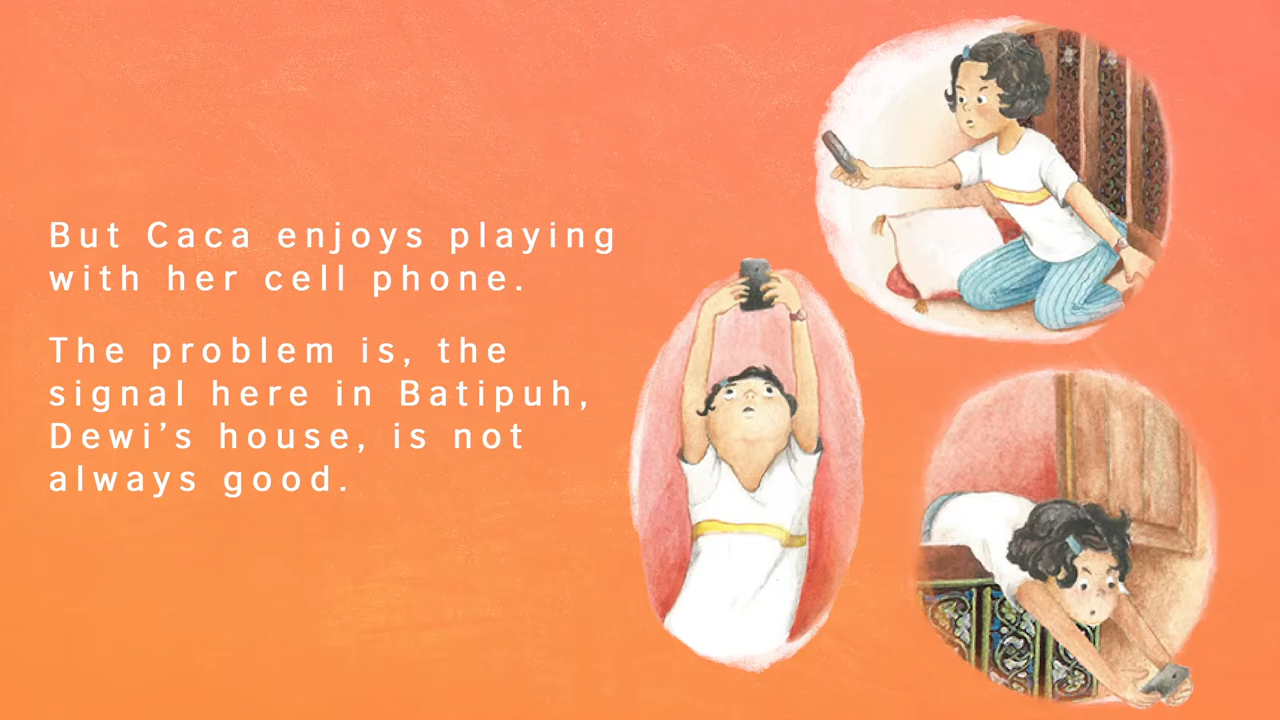 But Caca enjoys playing
with her cell phone.
The problem is, the
signal here in Batipuh,
Dewi’s house, is not
always good.